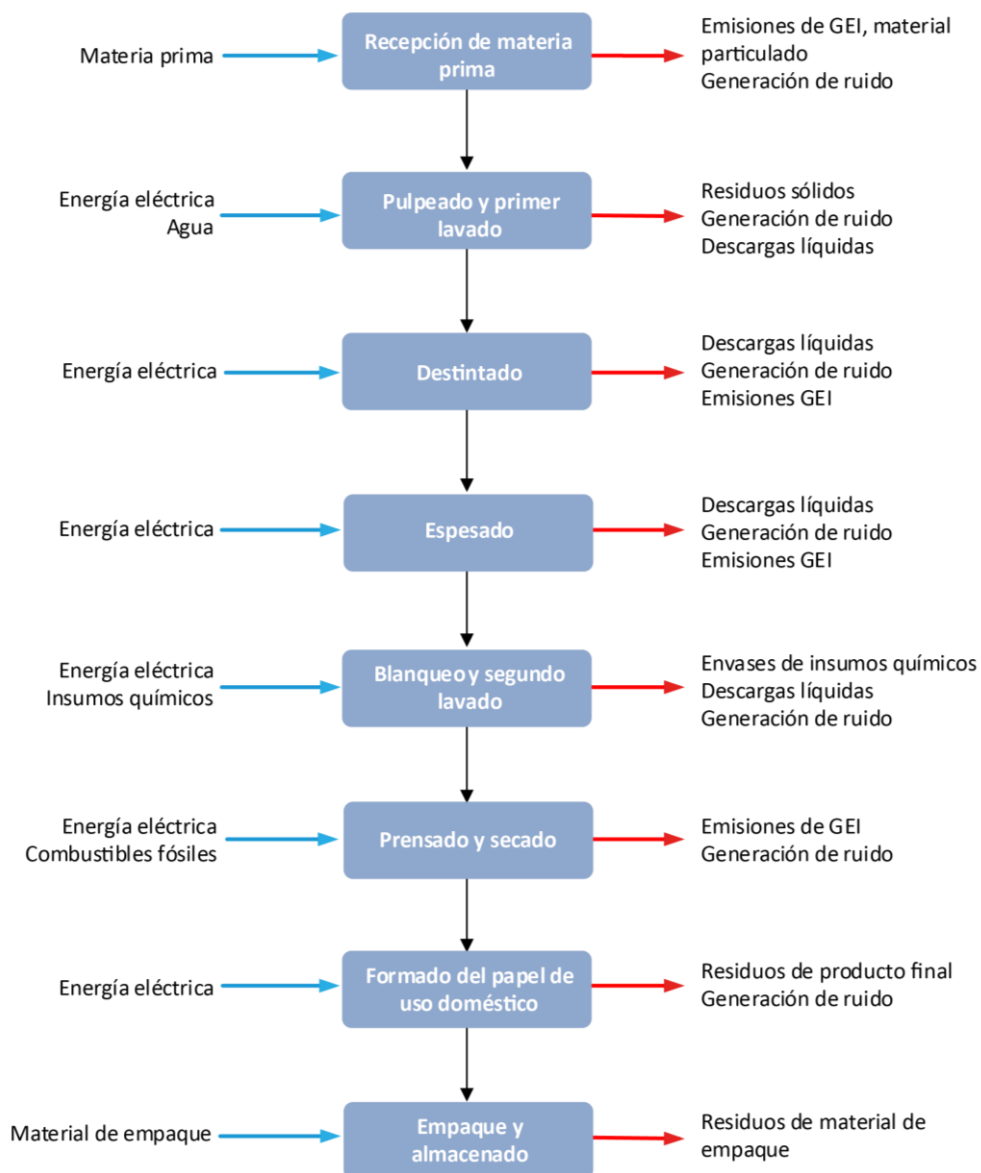 Materia prima
Recepción de materia
prima
Emisiones de GEI, material
particulado
Generación de ruido
Energía eléctrica
Agua
Pulpeado y primer
lavado
Residuos sólidos
Generación de ruido
Descargas líquidas
Energía eléctrica
Destintado
Descargas líquidas
Generación de ruido
Emisiones GEI
Energía eléctrica
Espesado
Descargas líquidas
Generación de ruido
Emisiones GEI
Energía eléctrica
Insumos químicos
Blanqueo y segundo
lavado
Envases de insumos químicos
Descargas líquidas
Generación de ruido
Energía eléctrica
Combustibles fósiles
Prensado y secado
Emisiones de GEI
Generación de ruido
Energía eléctrica
Formado del papel de
uso doméstico
Residuos de producto final
Generación de ruido
Material de empaque
Empaque y
almacenado
Residuos de material de
empaque